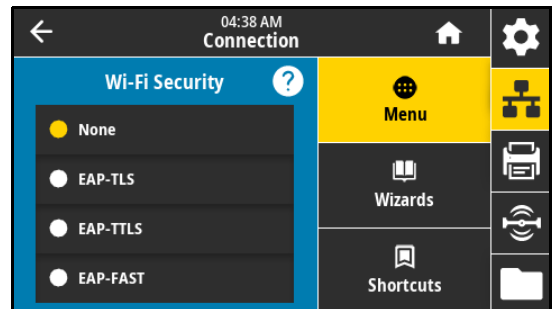 04:38 AM
Connection
Wi-Fi Security
?
None
EAP-TLS
EAP-TTLS
EAP-FAST
Menu
Wizards
Shortcuts